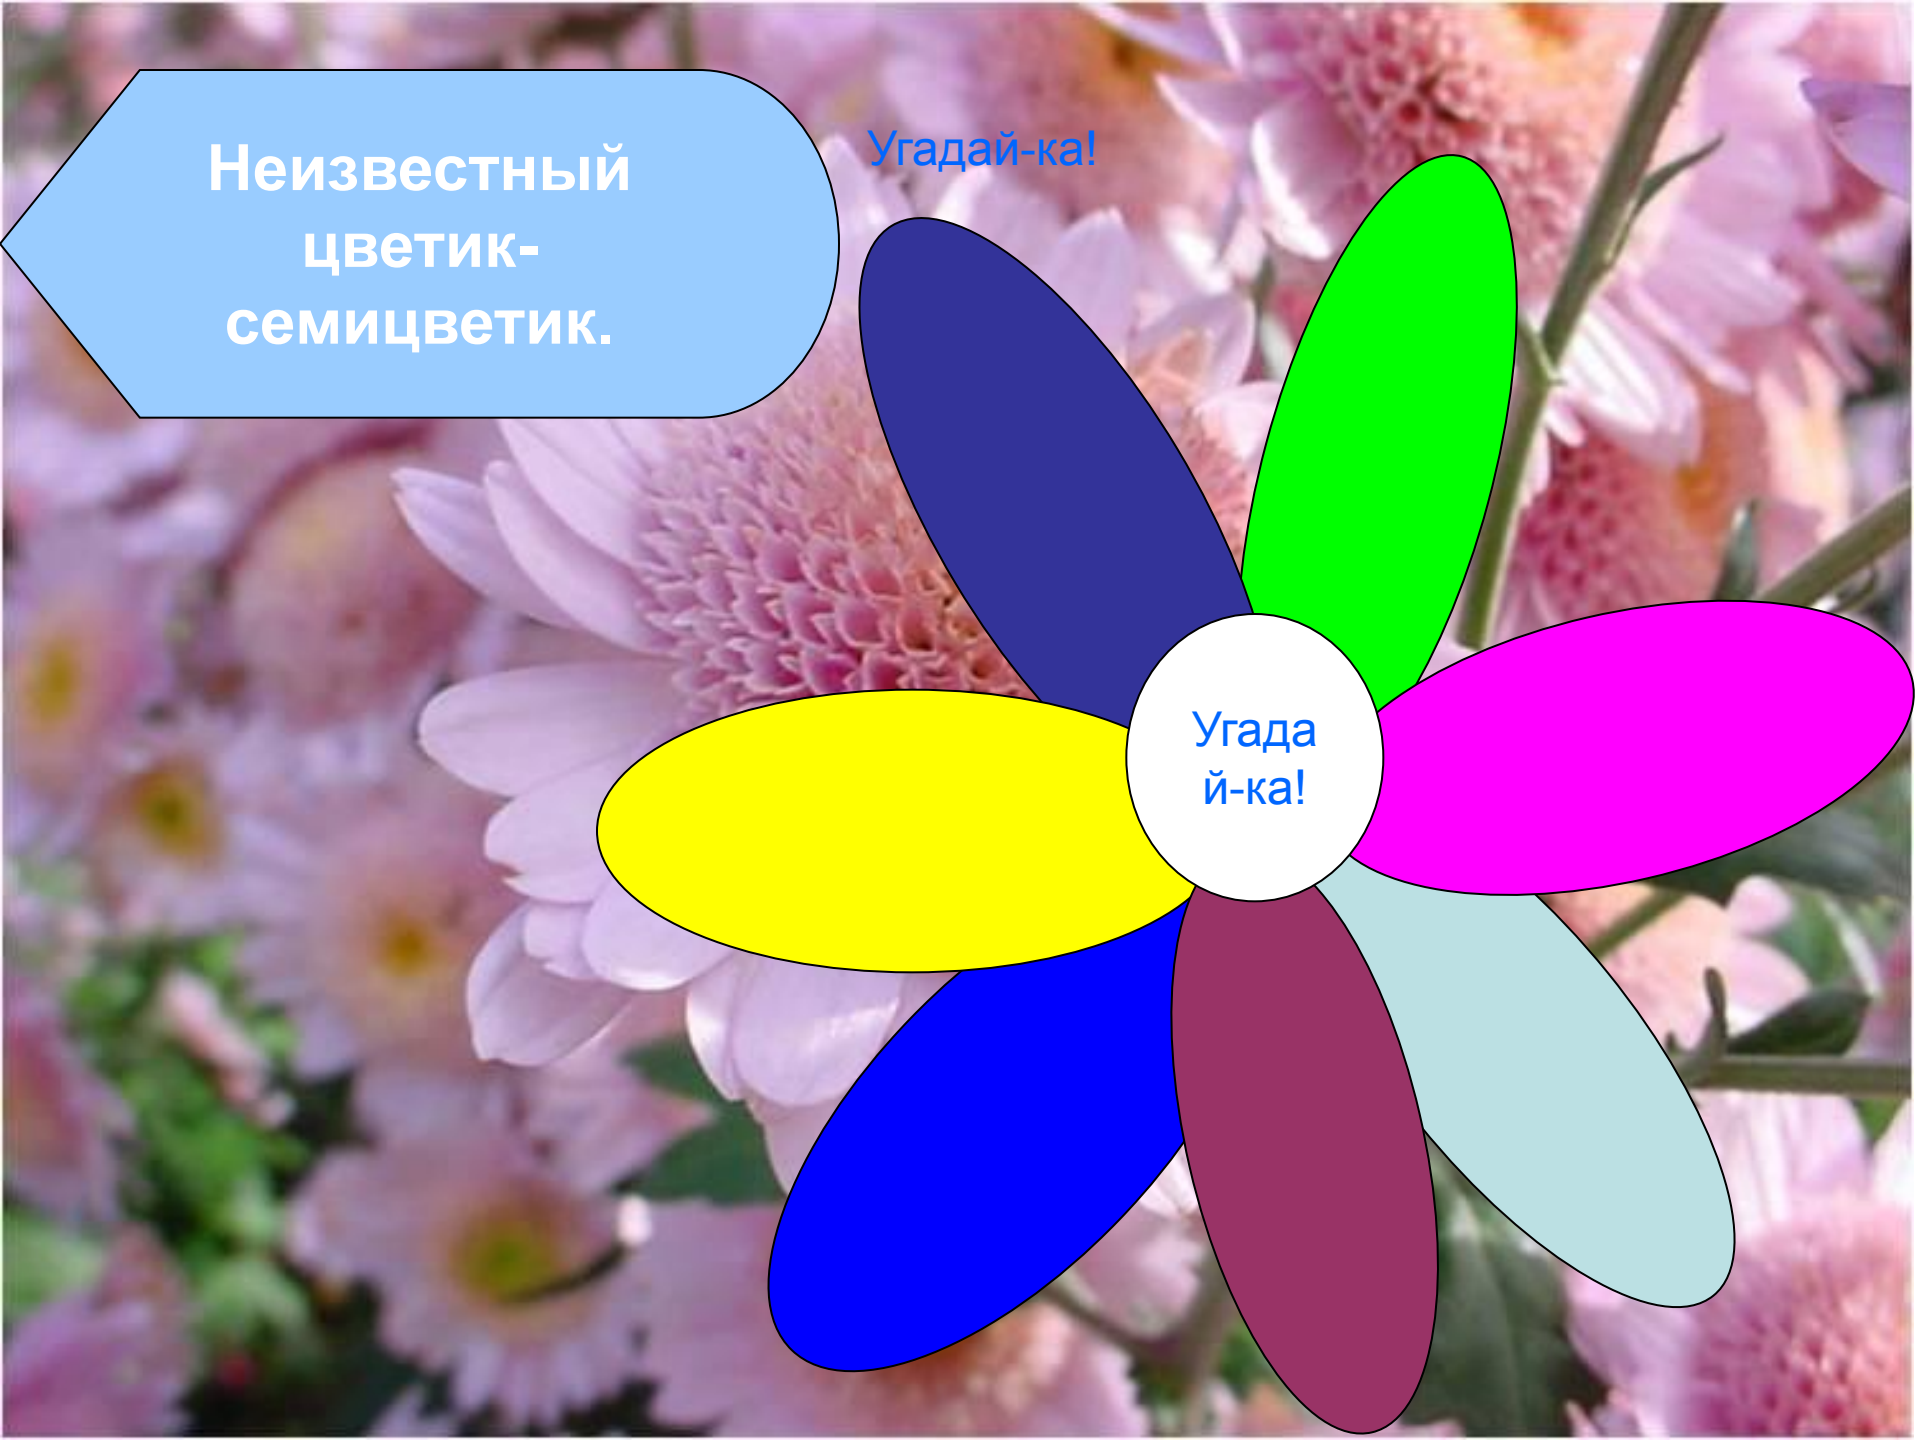 Неизвестный
цветик-
семицветик.
Угадай-ка!
Угада
й-ка!